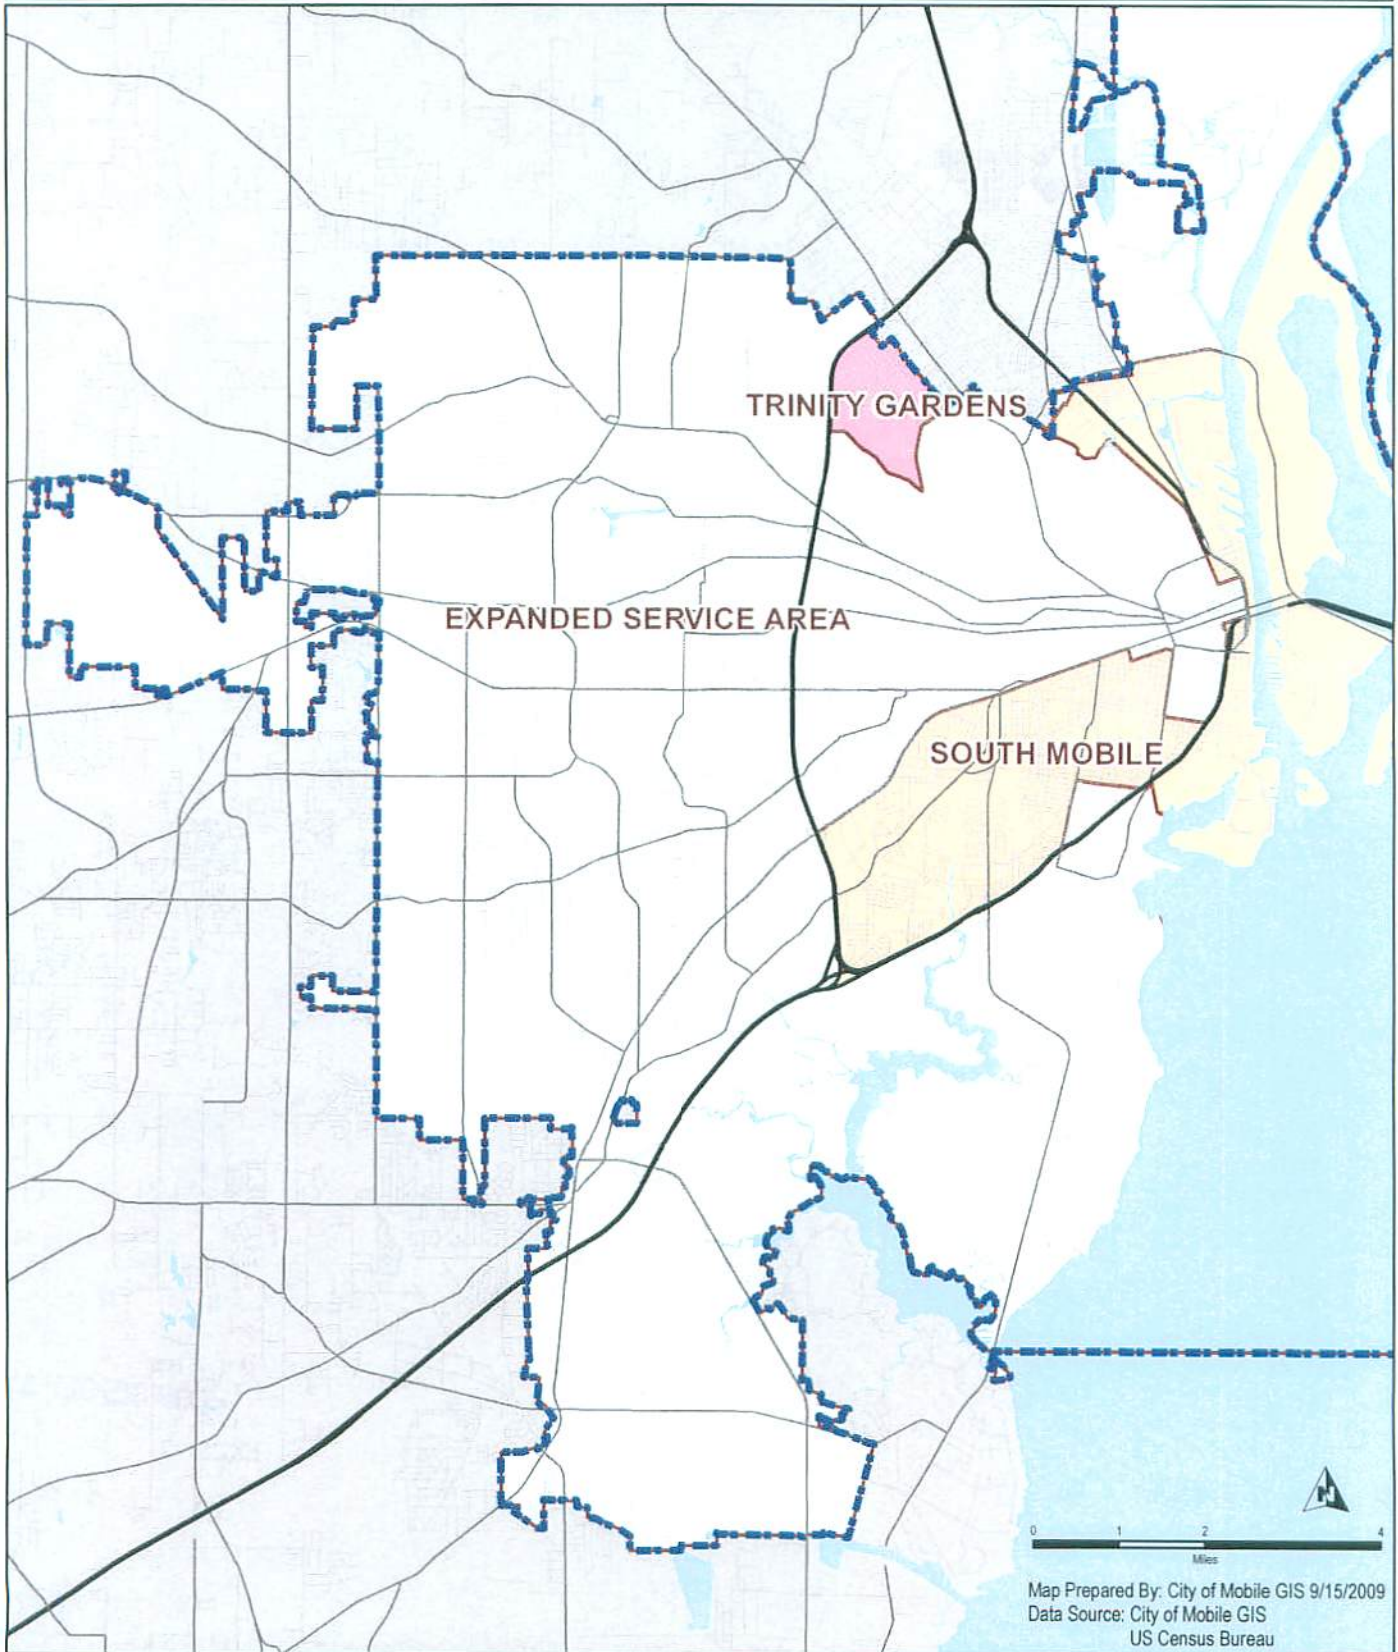 TRINITY GARDENS
EXPANDED SERVICE AREA
SOUTH MOBILE
N
0 1 2 4
Miles
Map Prepared By: City of Mobile GIS 9/15/2009
Data Source: City of Mobile GIS
US Census Bureau